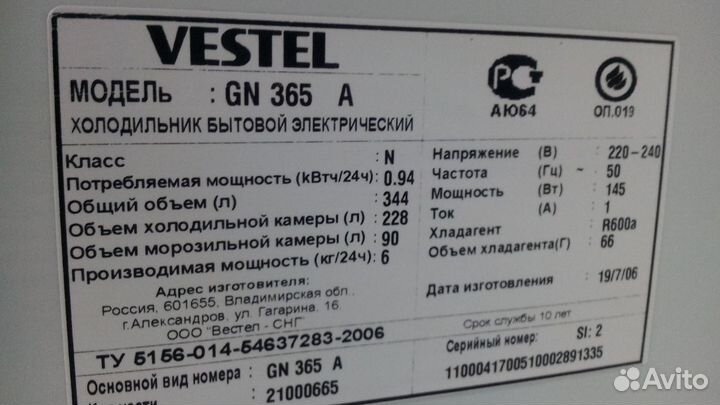 VESTEL
МОДЕЛЬ : GN 365 A
ХОЛОДИЛЬНИК БЫТОВОЙ ЭЛЕКТРИЧЕСКИЙ
РСТ
АЮ64
ОП.019
Класс : N
Потребляемая мощность (kВтч/24ч) : 0.94
Общий объем (л) : 344
Объем холодильной камеры (л) : 228
Объем морозильной камеры (л) : 90
Производимая мощность (кг/24ч) : 6
Напряжение (В) : 220-240
Частота (Гц) ~ : 50
Мощность (Вт) : 145
Ток (А) : 1
Хладагент : R600a
Объем хладагента(Г) : 66
Адрес изготовителя:
Россия, 601655, Владимирская обл.,
г.Александров, ул. Гагарина, 16.
ООО "Вестел - СНГ"
Дата изготовления : 19/7/06
ТУ 5156-014-54637283-2006
Срок службы 10 лет
Основной вид номера : GN 365 A
: 21000665
Серийный номер: SI: 2
11000417005100028​91335
Avito